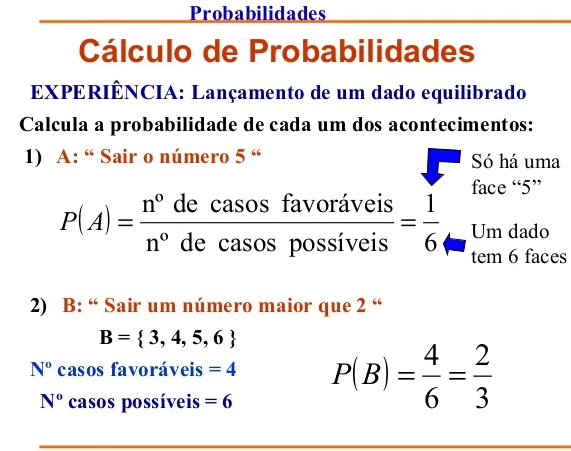 Probabilidades
Cálculo de Probabilidades
EXPERIÊNCIA: Lançamento de um dado equilibrado
Calcula a probabilidade de cada um dos acontecimentos:
1) A: “ Sair o número 5 “
Só há uma
face “5”
P(A) = nº de casos favoráveis / nº de casos possíveis = 1/6
Um dado
tem 6 faces
2) B: “ Sair um número maior que 2 “
B = { 3, 4, 5, 6 }
Nº casos favoráveis = 4
Nº casos possíveis = 6
P(B) = 4/6 = 2/3